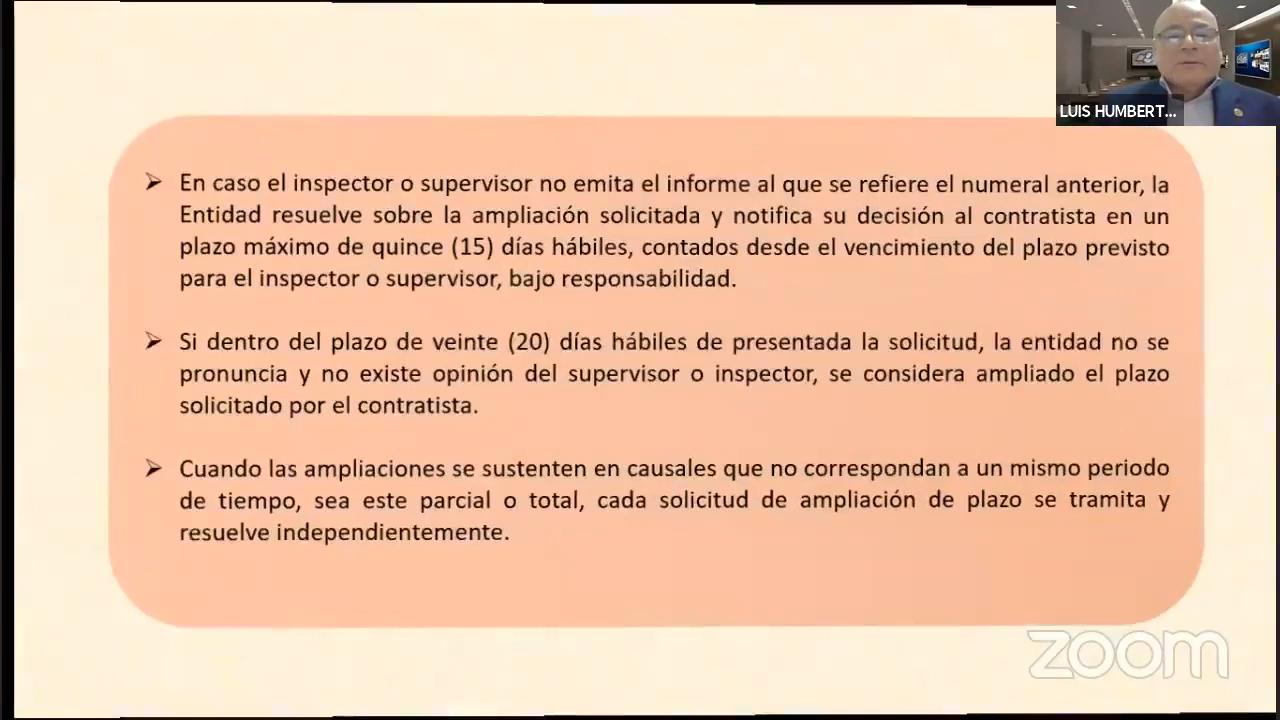 LUIS HUMBERT...
➢ En caso el inspector o supervisor no emita el informe al que se refiere el numeral anterior, la
Entidad resuelve sobre la ampliación solicitada y notifica su decisión al contratista en un
plazo máximo de quince (15) días hábiles, contados desde el vencimiento del plazo previsto
para el inspector o supervisor, bajo responsabilidad.
➢ Si dentro del plazo de veinte (20) días hábiles de presentada la solicitud, la entidad no se
pronuncia y no existe opinión del supervisor o inspector, se considera ampliado el plazo
solicitado por el contratista.
➢ Cuando las ampliaciones se sustenten en causales que no correspondan a un mismo periodo
de tiempo, sea este parcial o total, cada solicitud de ampliación de plazo se tramita y
resuelve independientemente.
zoom